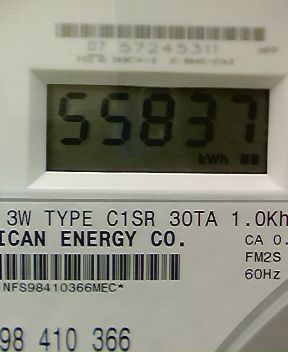 07 57245311
55837
kWh
3W TYPE C1SR 30TA 1.0Kh
ICAN ENERGY CO.
CA 0.
FM2S
60Hz
NFS98410366MEC*
98 410 366